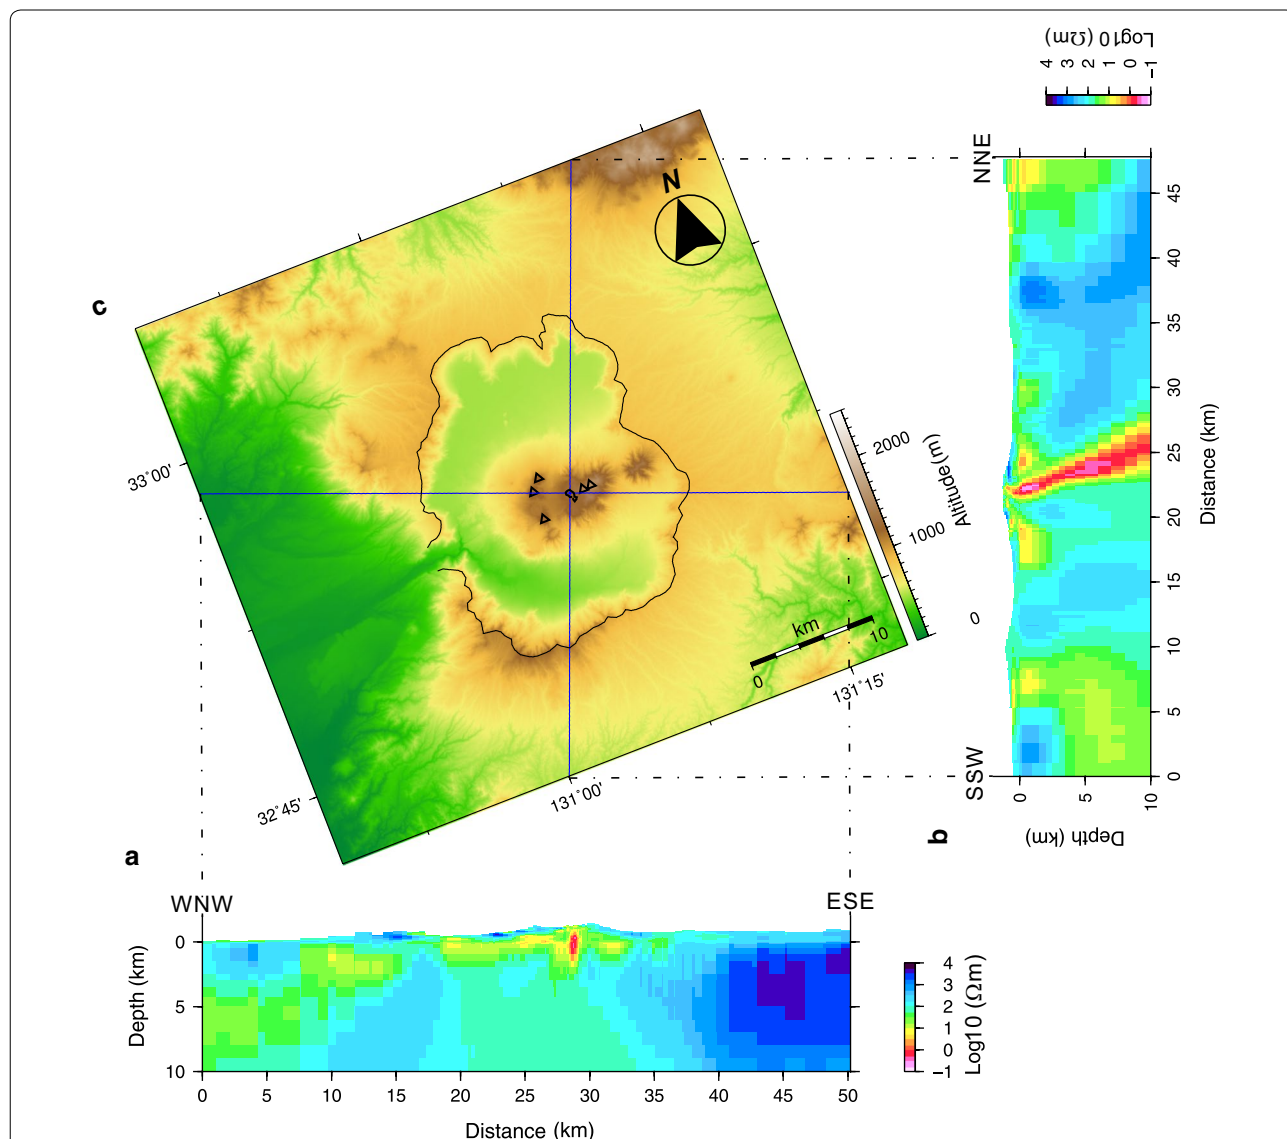 Log10 (Ωm)
4 3 2 1 0 −1
NNE
N
c
45
40
35
30
25
20
15
10
5
0
Distance (km)
2000
1000
0
Altitude(m)
33°00'
km
0 10
131°15'
131°00'
32°45'
SSW
0 5 10
Depth (km)
b
a
WNW
ESE
0
5
10
Depth (km)
0 5 10 15 20 25 30 35 40 45 50
Distance (km)
4
3
2
1
0
−1
Log10 (Ωm)